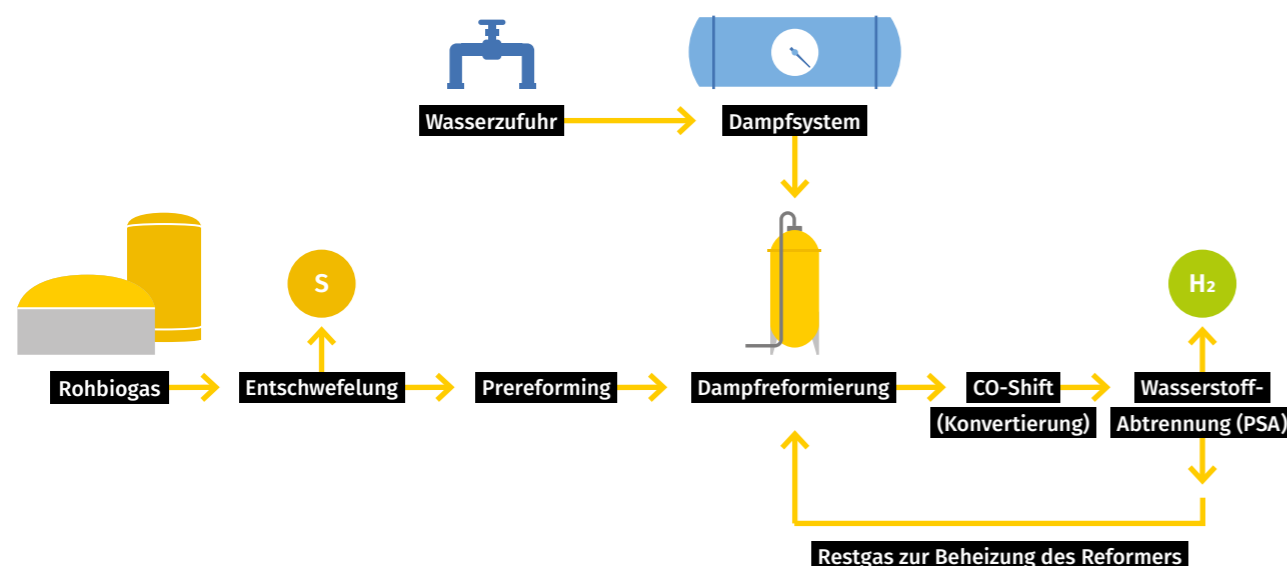 Wasserzufuhr
Dampfsystem
S
H₂
Rohbiogas
Entschwefelung
Prereforming
Dampfreformierung
CO-Shift
(Konvertierung)
Wasserstoff-
Abtrennung (PSA)
Restgas zur Beheizung des Reformers